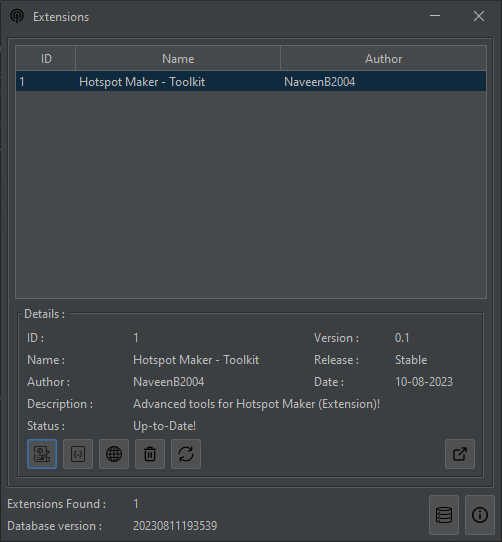 Extensions
ID Name Author
1 Hotspot Maker - Toolkit NaveenB2004
Details :
ID : 1 Version : 0.1
Name : Hotspot Maker - Toolkit Release : Stable
Author : NaveenB2004 Date : 10-08-2023
Description : Advanced tools for Hotspot Maker (Extension)!
Status : Up-to-Date!
Extensions Found : 1
Database version : 20230811193539